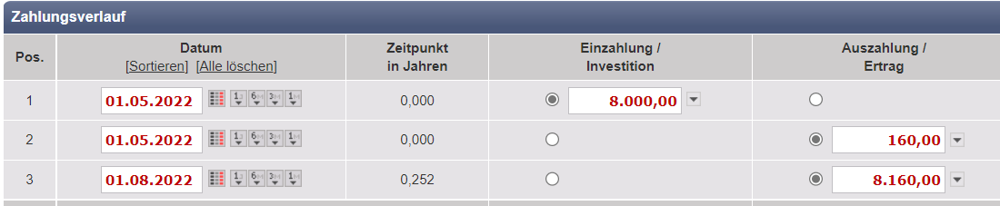 Zahlungsverlauf
Pos. Datum Zeitpunkt Einzahlung / Auszahlung /
[Sortieren] [Alle löschen] in Jahren Investition Ertrag
1 01.05.2022 0,000 8.000,00
2 01.05.2022 0,000 160,00
3 01.08.2022 0,252 8.160,00